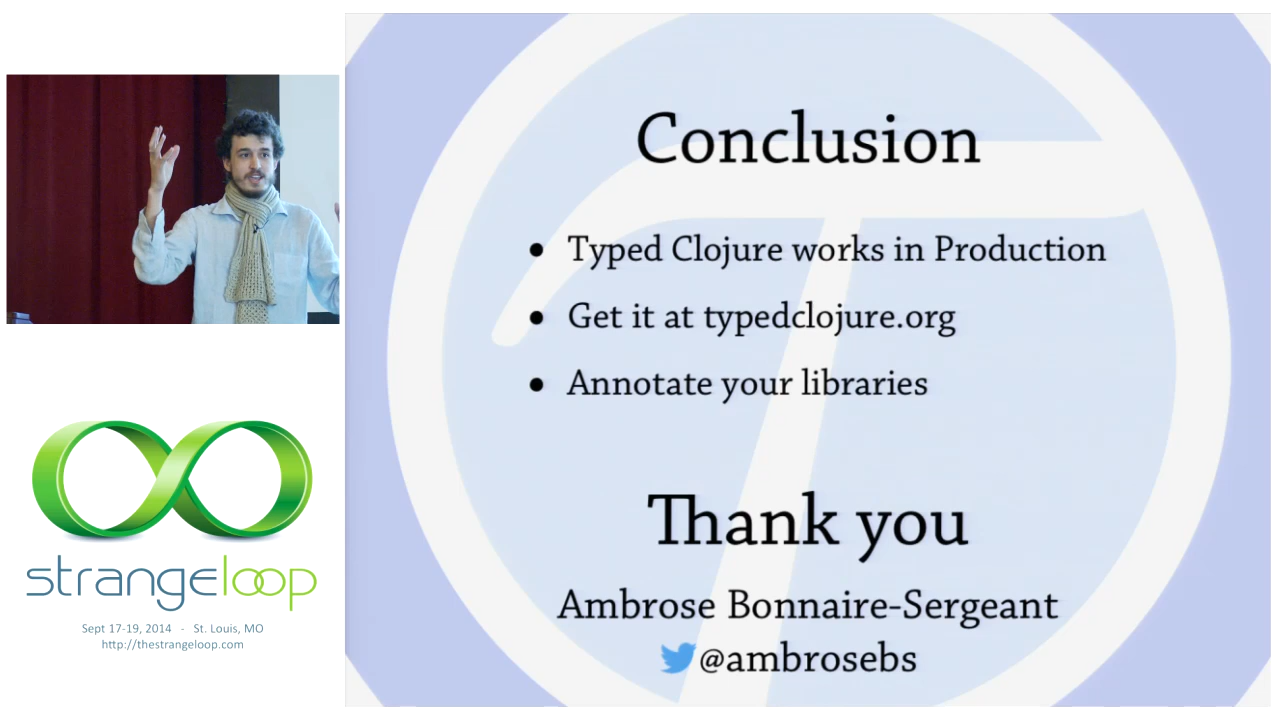 strangeloop
Sept 17-19, 2014 - St. Louis, MO
http://thestrangeloop.com
Conclusion
• Typed Clojure works in Production
• Get it at typedclojure.org
• Annotate your libraries
Thank you
Ambrose Bonnaire-Sergeant
@ambrosebs